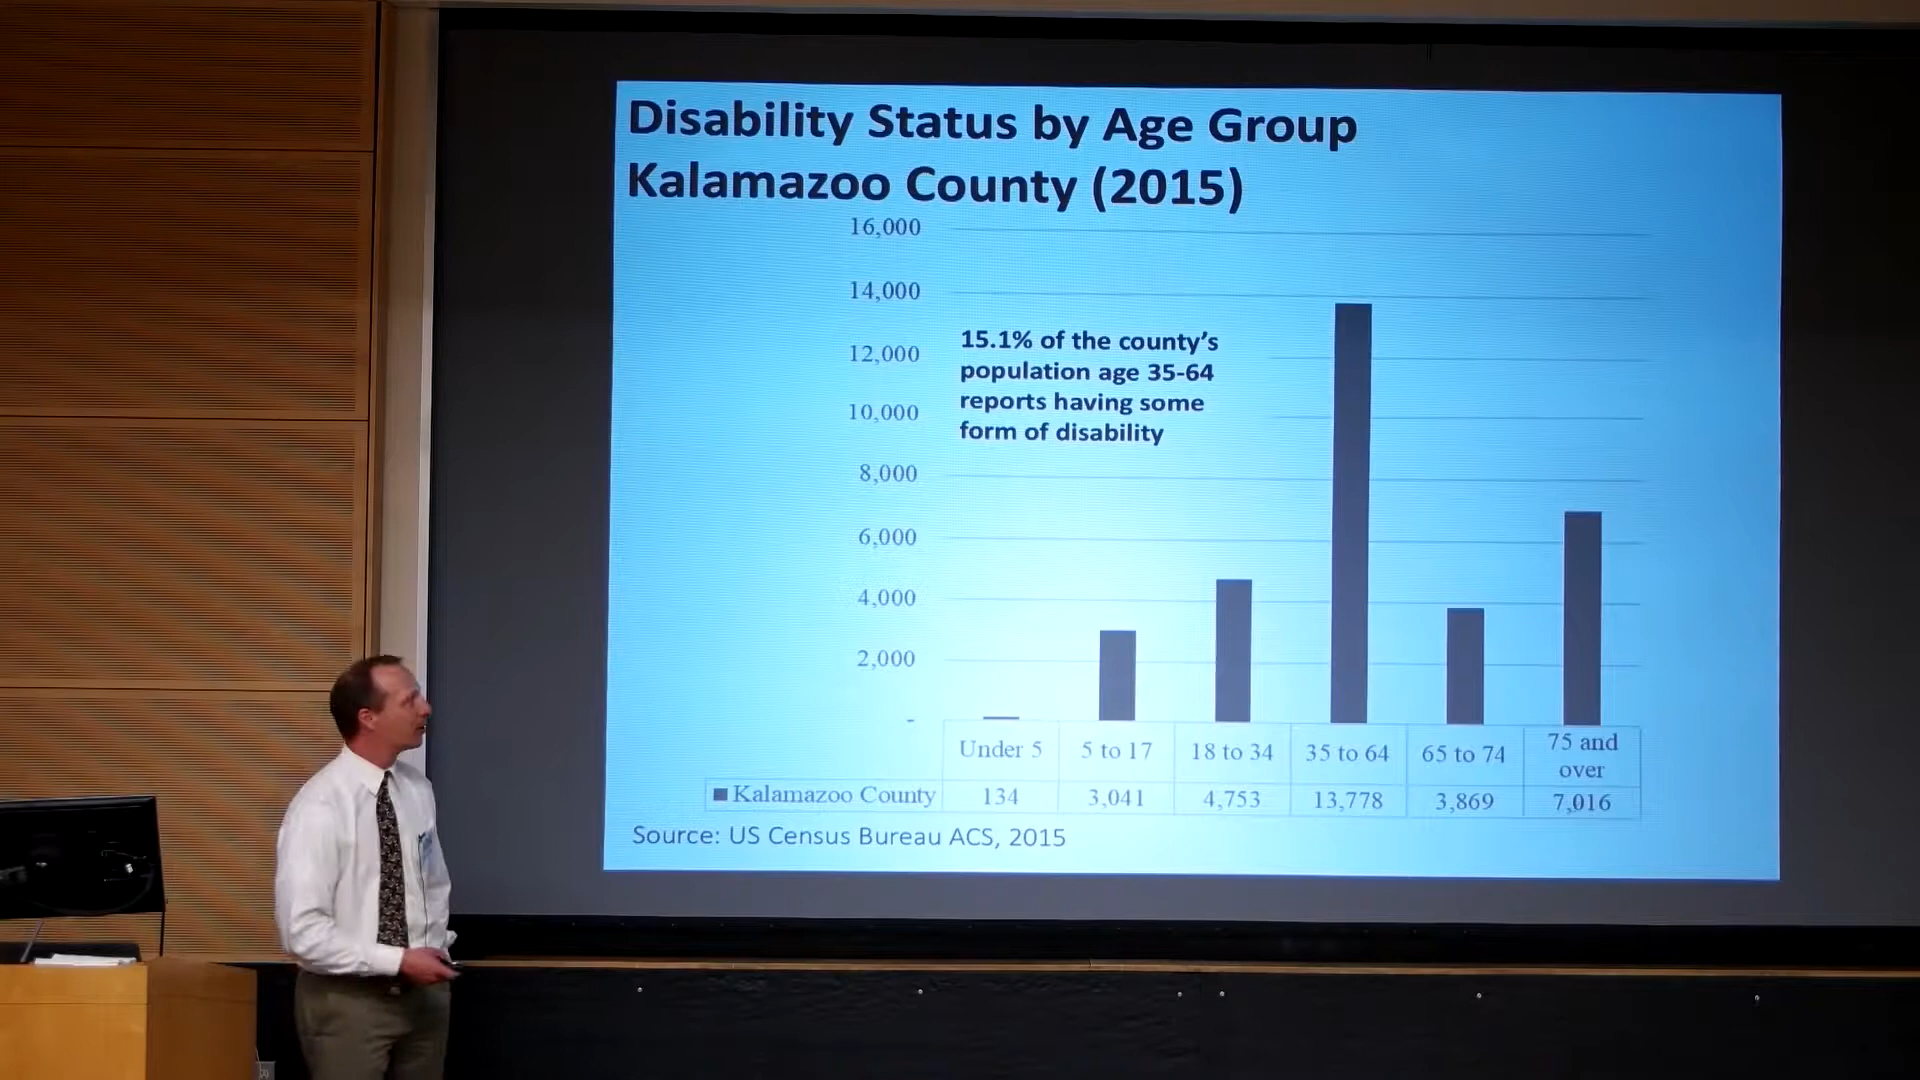 Disability Status by Age Group
Kalamazoo County (2015)
16,000
14,000
12,000
10,000
8,000
6,000
4,000
2,000
-
15.1% of the county’s
population age 35-64
reports having some
form of disability
Under 5 5 to 17 18 to 34 35 to 64 65 to 74 75 and
over
Kalamazoo County 134 3,041 4,753 13,778 3,869 7,016
Source: US Census Bureau ACS, 2015